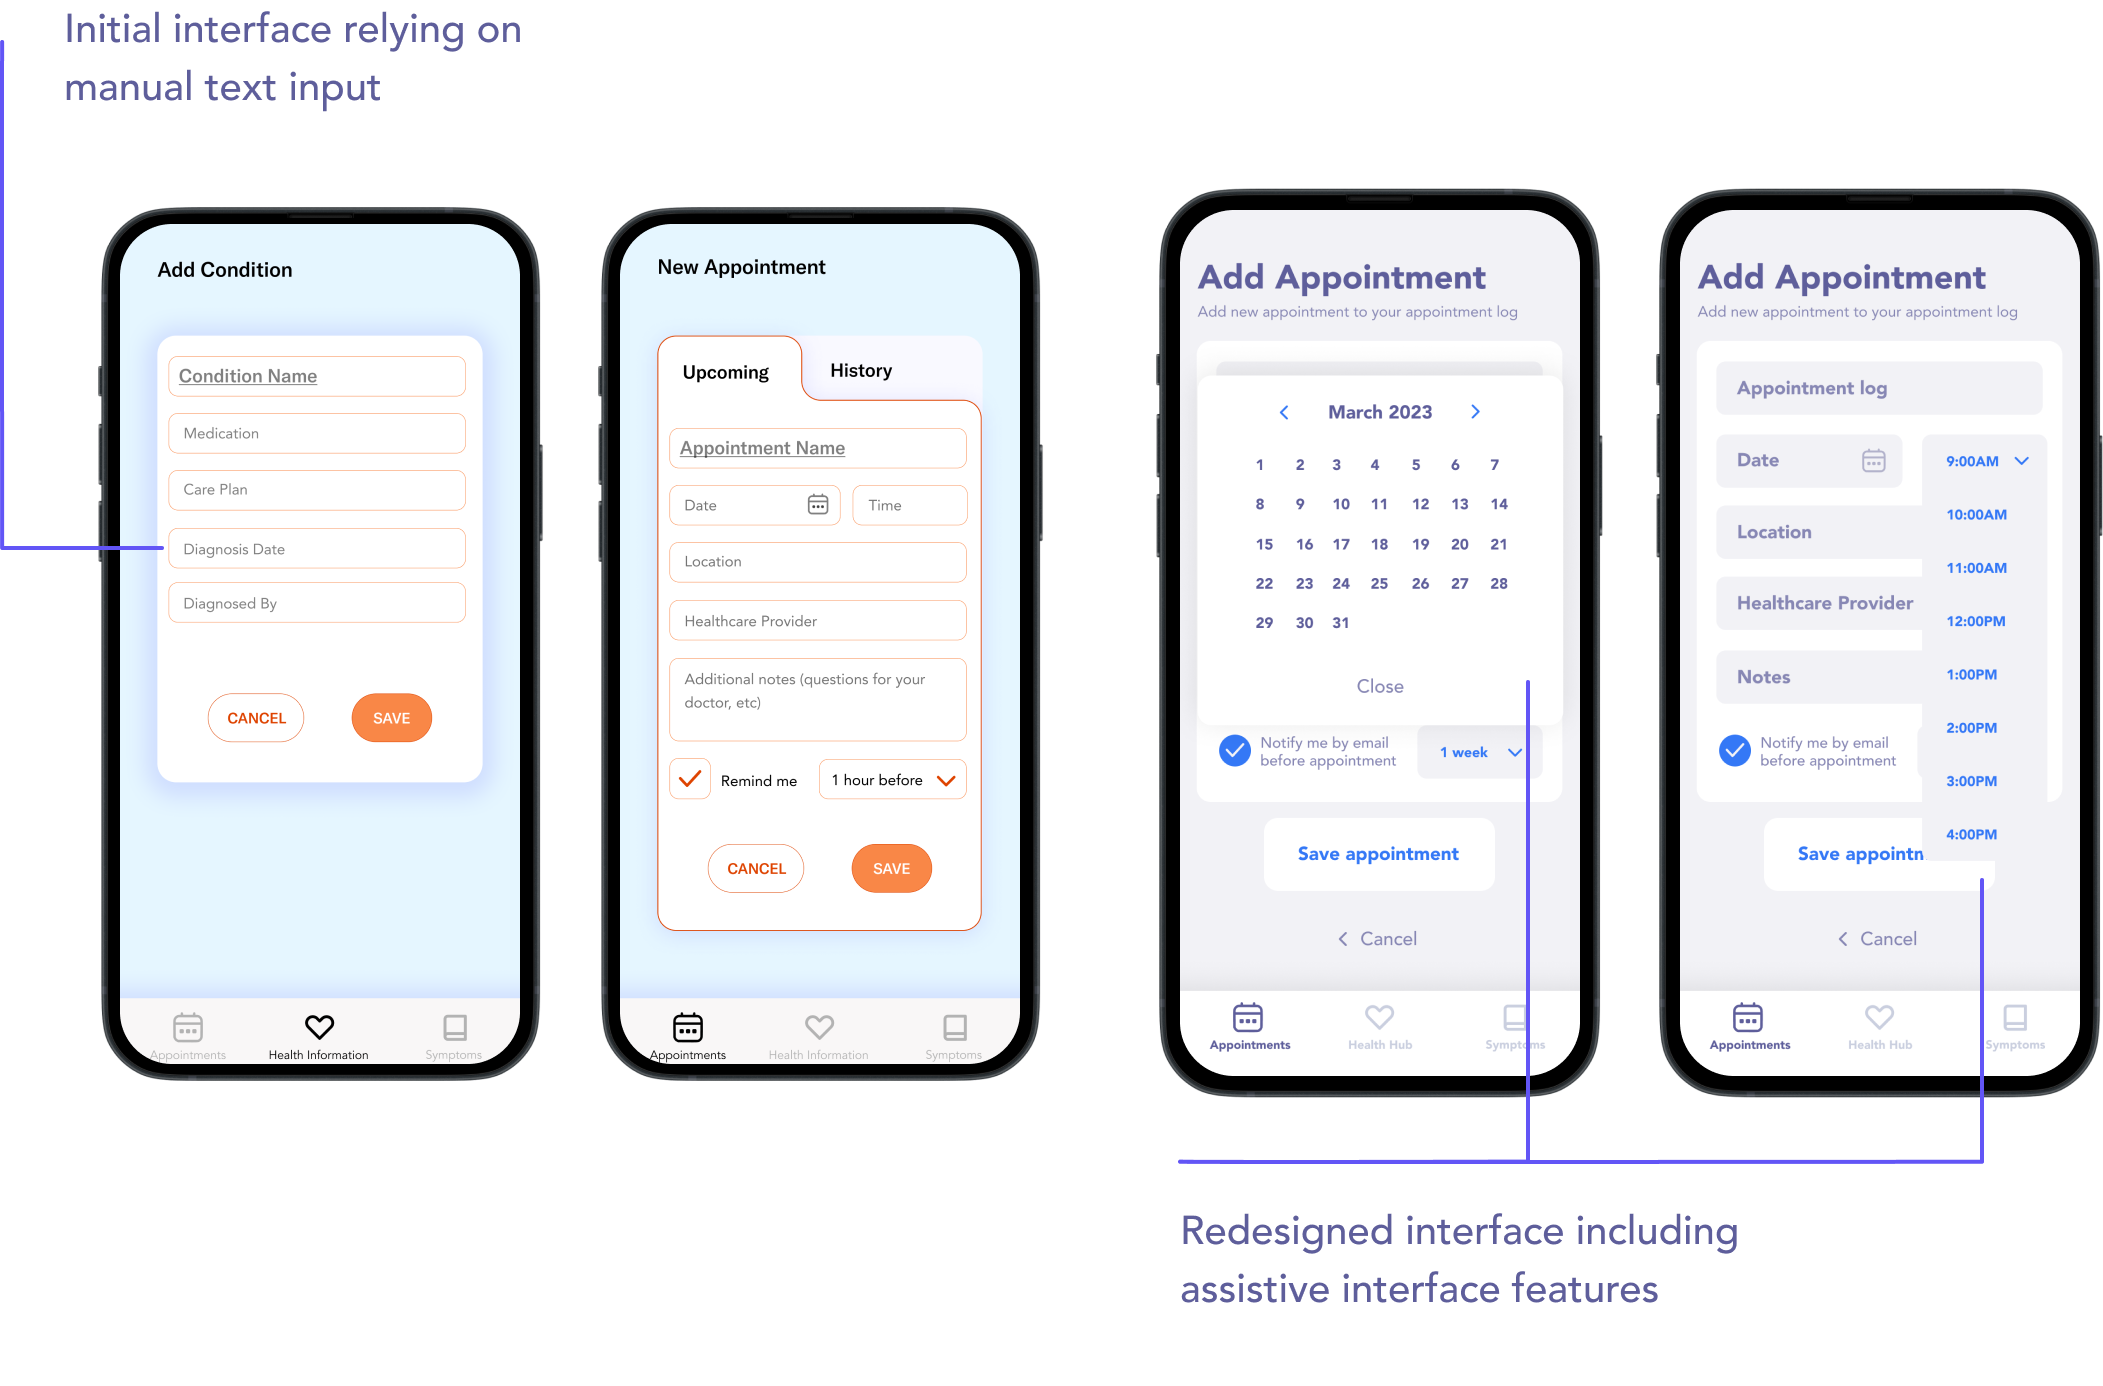 Initial interface relying on
manual text input
Add Condition
Condition Name
Medication
Care Plan
Diagnosis Date
Diagnosed By
CANCEL SAVE
Appointments Health Information Symptoms
New Appointment
Upcoming History
Appointment Name
Date Time
Location
Healthcare Provider
Additional notes (questions for your
doctor, etc)
Remind me 1 hour before
CANCEL SAVE
Appointments Health Information Symptoms
Add Appointment
Add new appointment to your appointment log
March 2023
1 2 3 4 5 6 7
8 9 10 11 12 13 14
15 16 17 18 19 20 21
22 23 24 25 26 27 28
29 30 31
Close
Notify me by email
before appointment
1 week
Save appointment
Cancel
Appointments Health Hub Symptoms
Add Appointment
Add new appointment to your appointment log
Appointment log
Date
9:00AM
10:00AM
Location
11:00AM
Healthcare Provider
12:00PM
Notes
1:00PM
Notify me by email
before appointment
2:00PM
3:00PM
4:00PM
Save appointn
Cancel
Appointments Health Hub Symptoms
Redesigned interface including
assistive interface features